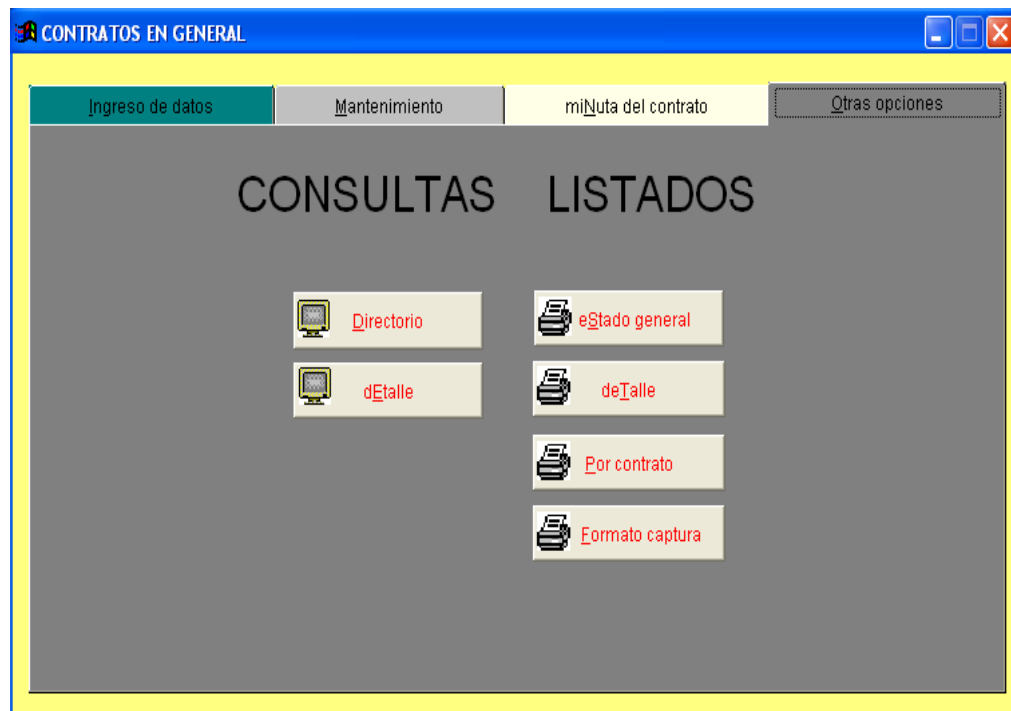 CONTRATOS EN GENERAL
Ingreso de datos Mantenimiento miNuta del contrato Otras opciones
CONSULTAS LISTADOS
Directorio eStado general
dEtalle deTalle
Por contrato
Formato captura